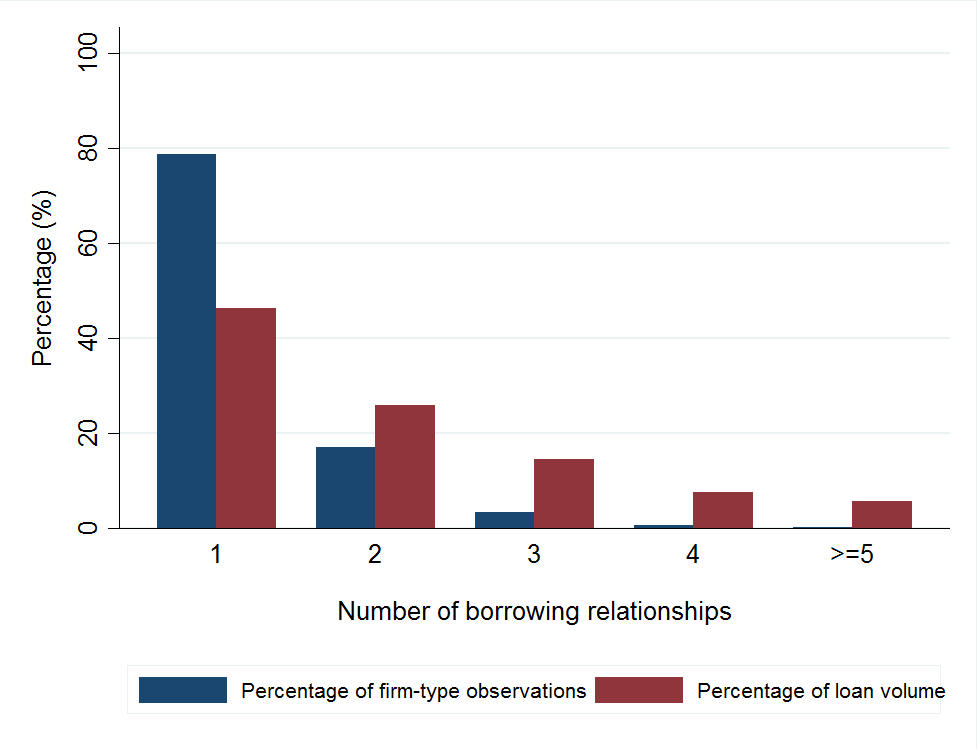 Percentage (%)
100
80
60
40
20
0
1 2 3 4 >=5
Number of borrowing relationships
Percentage of firm-type observations Percentage of loan volume